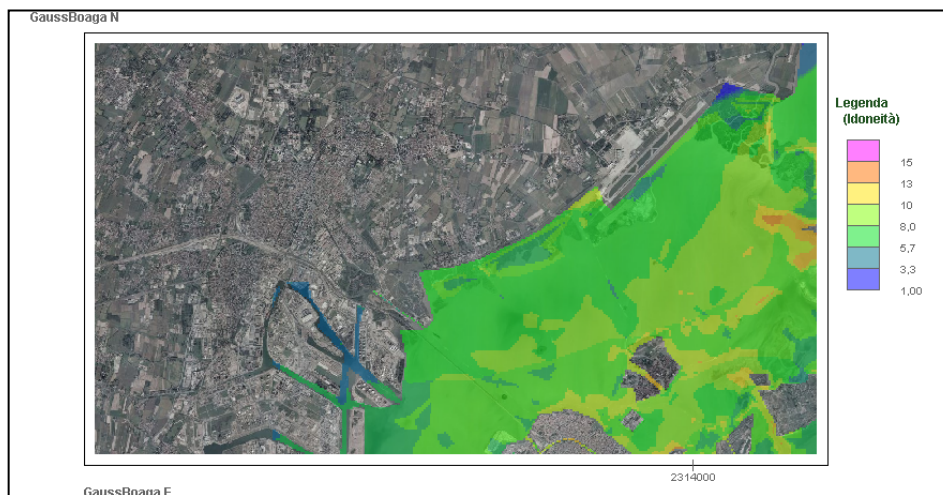 GaussBoaga N
Legenda
(Idoneità)
15
13
10
8,0
5,7
3,3
1,00
2314000
GaussBoaga E